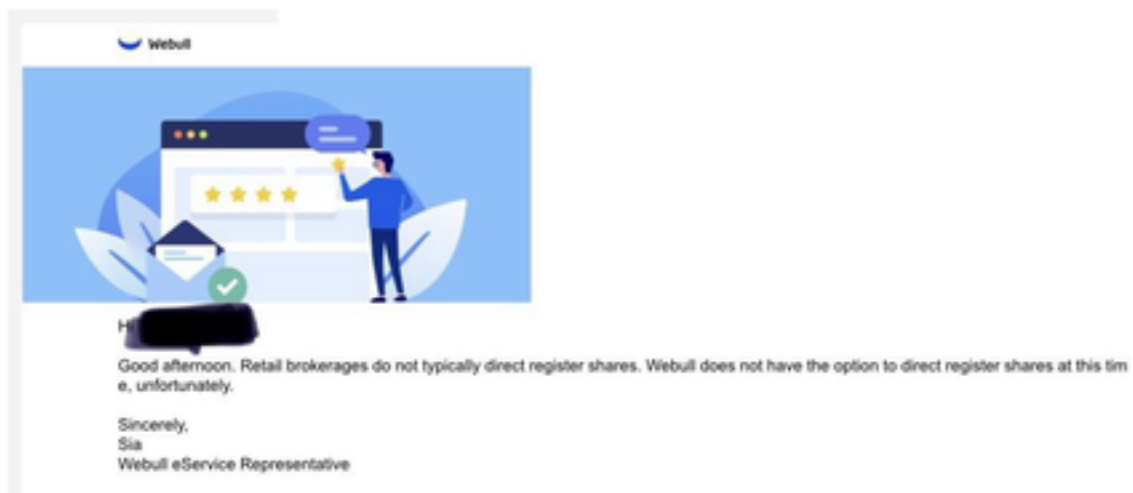 Webull
Hi
Good afternoon. Retail brokerages do not typically direct register shares. Webull does not have the option to direct register shares at this tim
e, unfortunately.
Sincerely,
Sia
Webull eService Representative